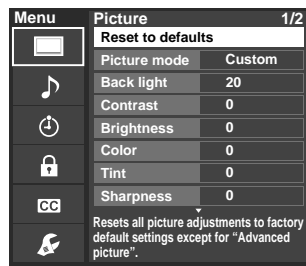 Menu
Picture 1/2
Reset to defaults
Picture mode Custom
Back light 20
Contrast 0
Brightness 0
Color 0
Tint 0
Sharpness 0
CC
Resets all picture adjustments to factory
default settings except for “Advanced
picture”.